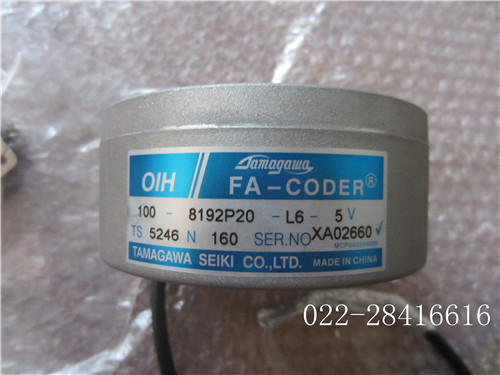 Tamagawa
OIH FA-CODER®
100 - 8192P20 - L6 - 5 V
TS 5246 N 160 SER.NO XA02660
TAMAGAWA SEIKI CO.,LTD. MADE IN CHINA
022-28416616